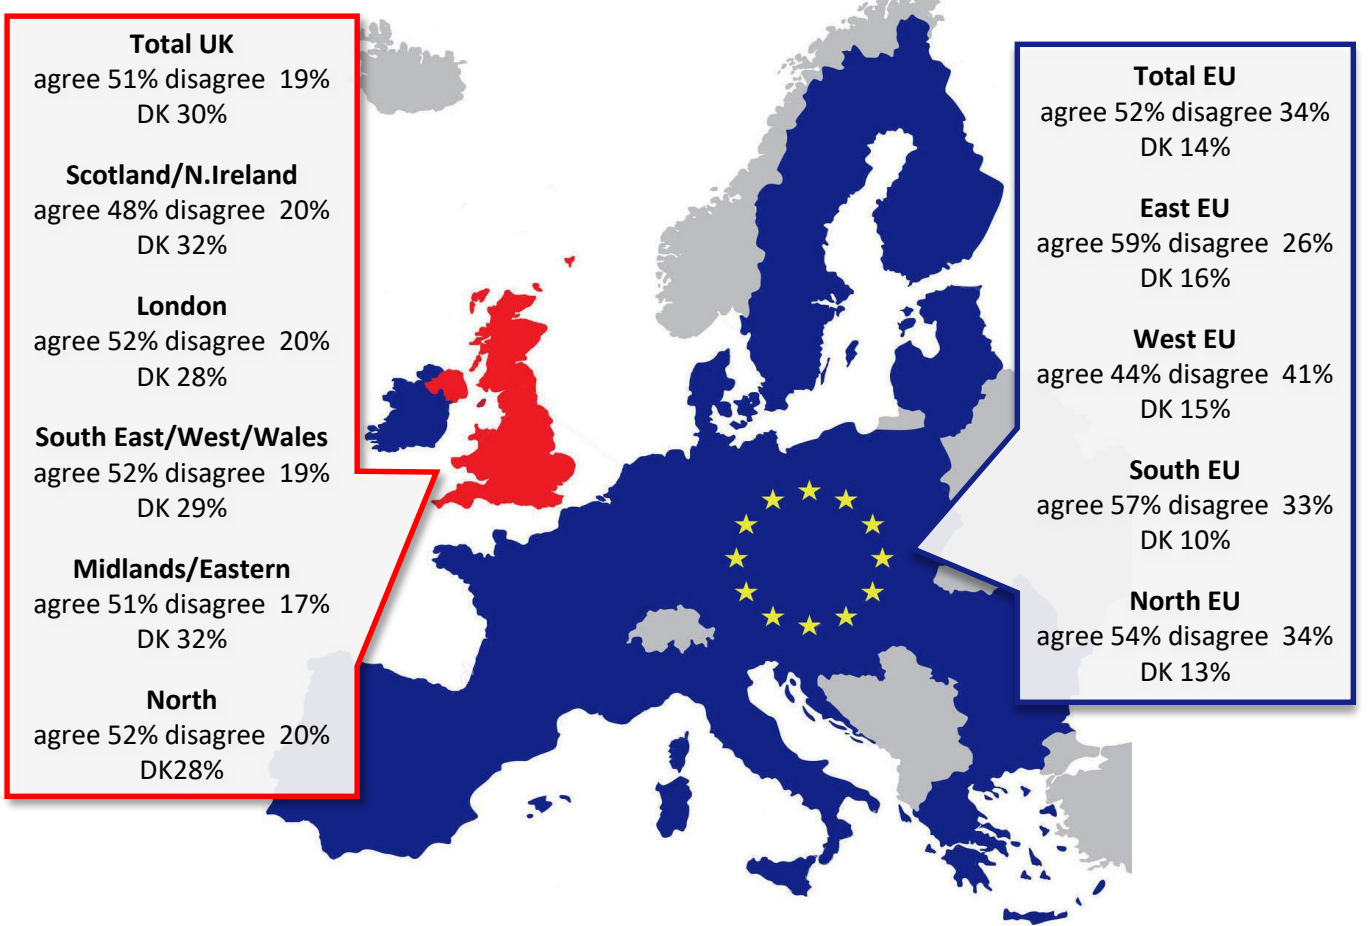 Total UK
agree 51% disagree 19%
DK 30%
Scotland/N.Ireland
agree 48% disagree 20%
DK 32%
London
agree 52% disagree 20%
DK 28%
South East/West/Wales
agree 52% disagree 19%
DK 29%
Midlands/Eastern
agree 51% disagree 17%
DK 32%
North
agree 52% disagree 20%
DK28%
Total EU
agree 52% disagree 34%
DK 14%
East EU
agree 59% disagree 26%
DK 16%
West EU
agree 44% disagree 41%
DK 15%
South EU
agree 57% disagree 33%
DK 10%
North EU
agree 54% disagree 34%
DK 13%